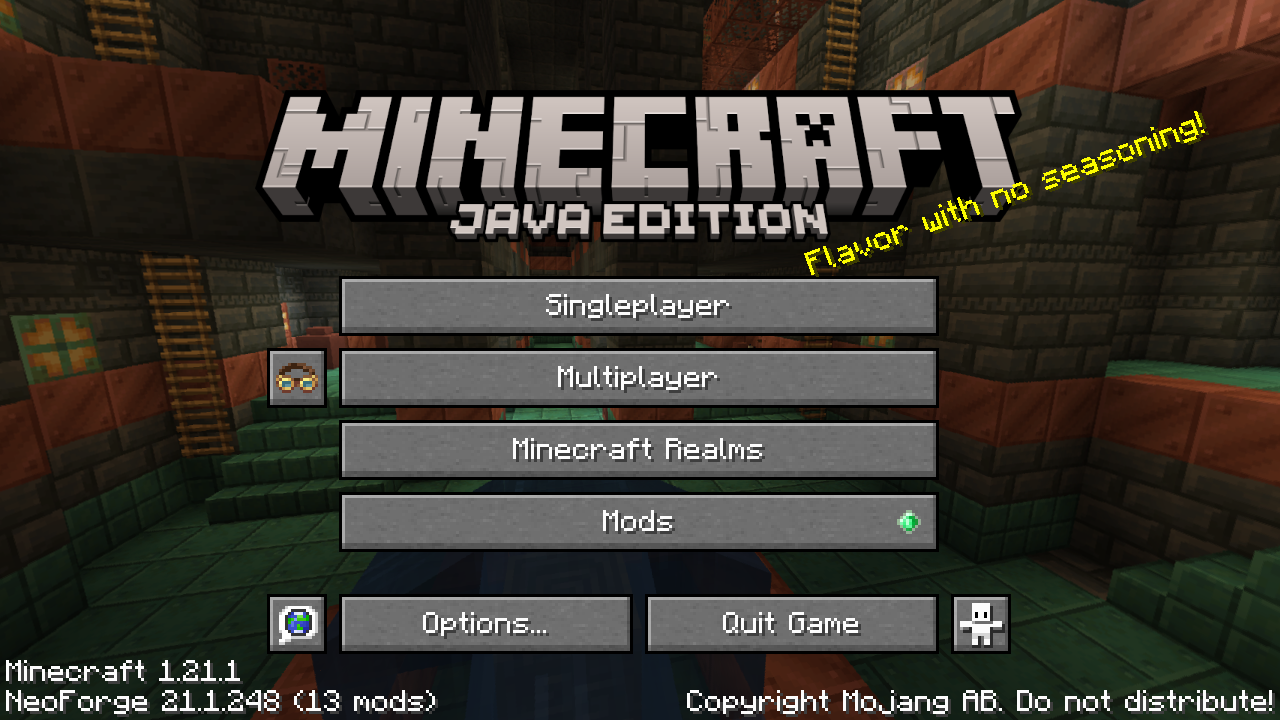 MINECRAFT
JAVA EDITION
Flavor with no seasoning!
Singleplayer
Multiplayer
Minecraft Realms
Mods
Options...
Quit Game
Minecraft 1.21.1
NeoForge 21.1.248 (13 mods)
Copyright Mojang AB. Do not distribute!